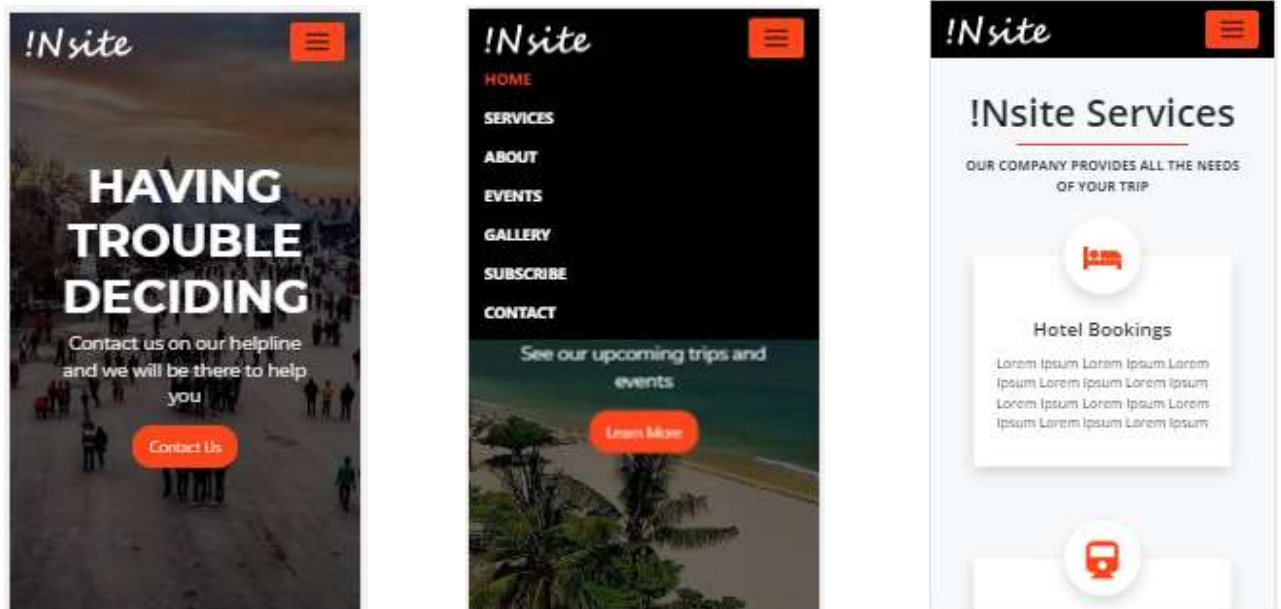 !Nsite
HAVING
TROUBLE
DECIDING
Contact us on our helpline
and we will be there to help
you
Contact Us
!Nsite
HOME
SERVICES
ABOUT
EVENTS
GALLERY
SUBSCRIBE
CONTACT
See our upcoming trips and
events
Learn More
!Nsite
!Nsite Services
OUR COMPANY PROVIDES ALL THE NEEDS
OF YOUR TRIP
Hotel Bookings
Lorem Ipsum Lorem Ipsum Lorem
Ipsum Lorem Ipsum Lorem Ipsum
Lorem Ipsum Lorem Ipsum Lorem
Ipsum Lorem Ipsum Lorem Ipsum